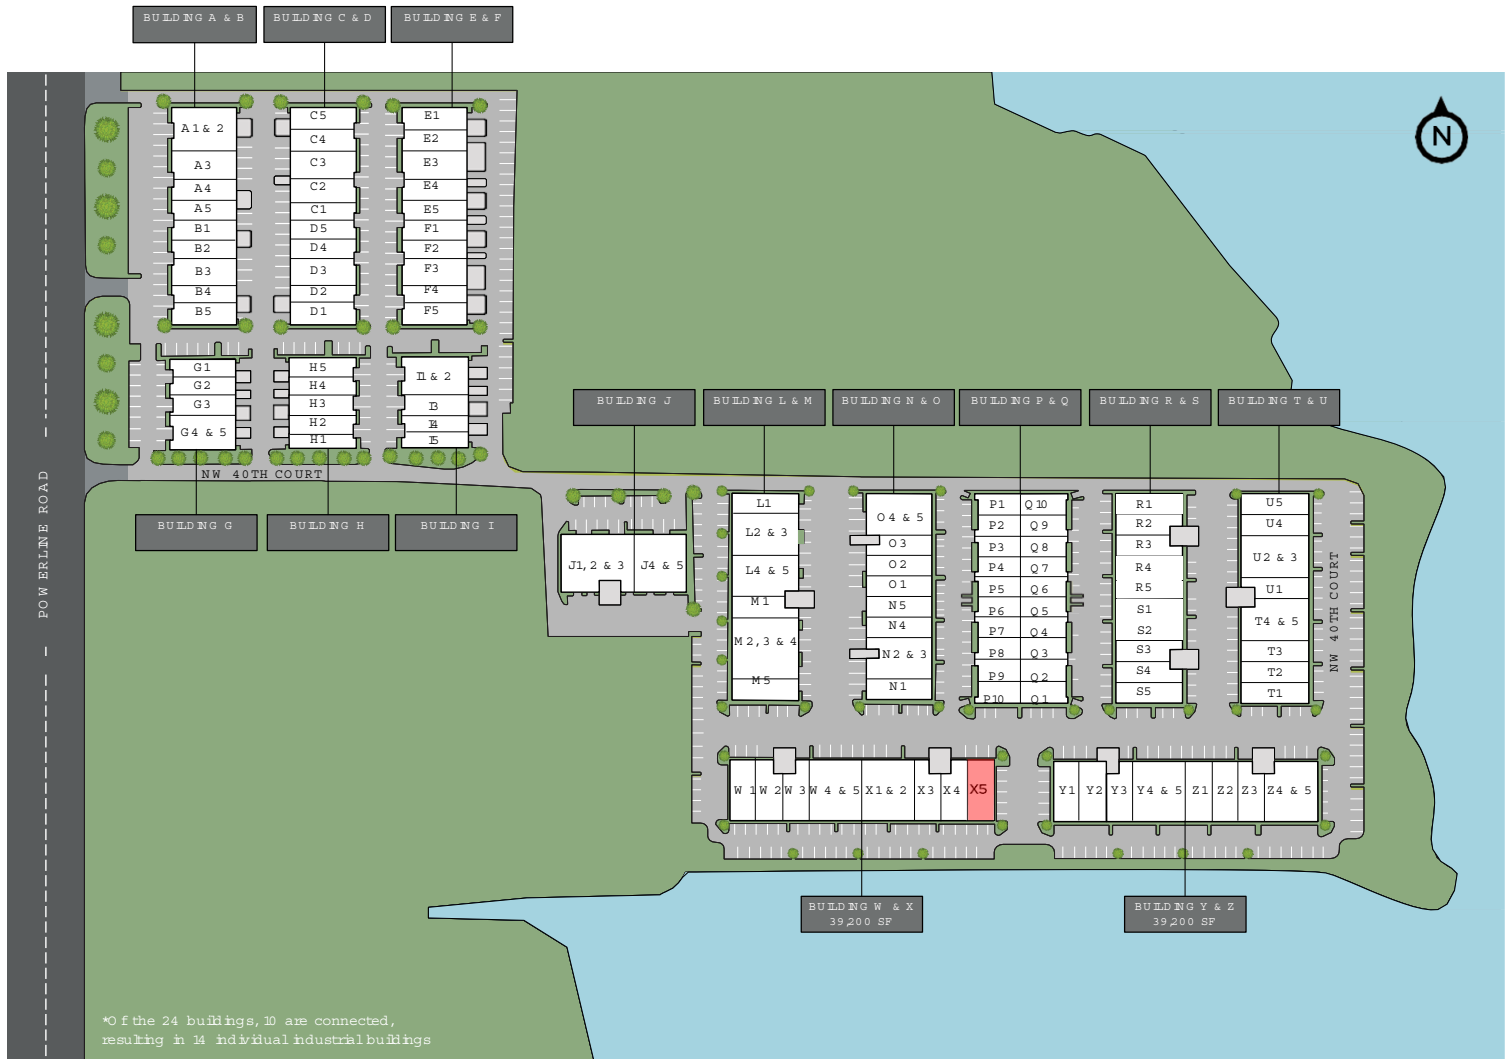 BUILDING A & B
BUILDING C & D
BUILDING E & F
N
A1 & 2
A3
A4
A5
B1
B2
B3
B4
B5
C5
C4
C3
C2
C1
D5
D4
D3
D2
D1
E1
E2
E3
E4
E5
F1
F2
F3
F4
F5
G1
G2
G3
G4 & 5
H5
H4
H3
H2
H1
I1 & 2
I3
I4
I5
NW 40TH COURT
BUILDING G
BUILDING H
BUILDING I
POWERLINE ROAD
BUILDING J
BUILDING L & M
BUILDING N & O
BUILDING P & Q
BUILDING R & S
BUILDING T & U
J1, 2 & 3
J4 & 5
L1
L2 & 3
L4 & 5
M1
M2, 3 & 4
M5
O4 & 5
O3
O2
O1
N5
N4
N2 & 3
N1
P1 Q10
P2 Q9
P3 Q8
P4 Q7
P5 Q6
P6 Q5
P7 Q4
P8 Q3
P9 Q2
P10 Q1
R1
R2
R3
R4
R5
S1
S2
S3
S4
S5
U5
U4
U2 & 3
U1
T4 & 5
T3
T2
T1
NW 40TH COURT
W1 W2 W3 W4 & 5 X1 & 2 X3 X4 X5
Y1 Y2 Y3 Y4 & 5 Z1 Z2 Z3 Z4 & 5
BUILDING W & X
39,200 SF
BUILDING Y & Z
39,200 SF
*Of the 24 buildings, 10 are connected,
resulting in 14 individual industrial buildings